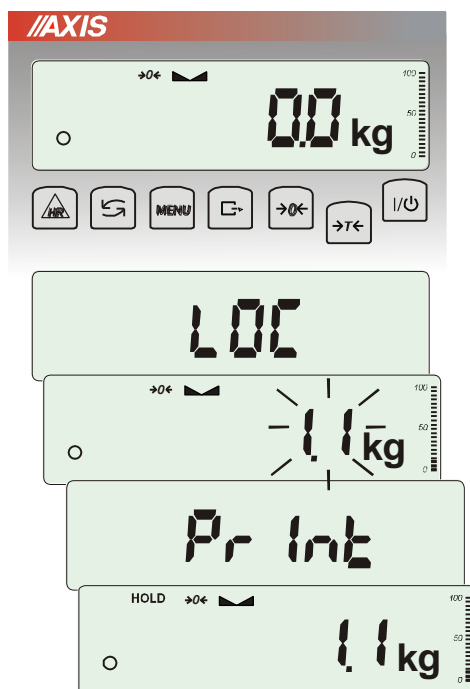 //AXIS
→0←
100
50
0
0.0 kg
HR MENU →0← →T← I/⏻
LOC
→0←
100
50
0
1.1 kg
Pr Int
HOLD →0←
100
50
0
1.1 kg